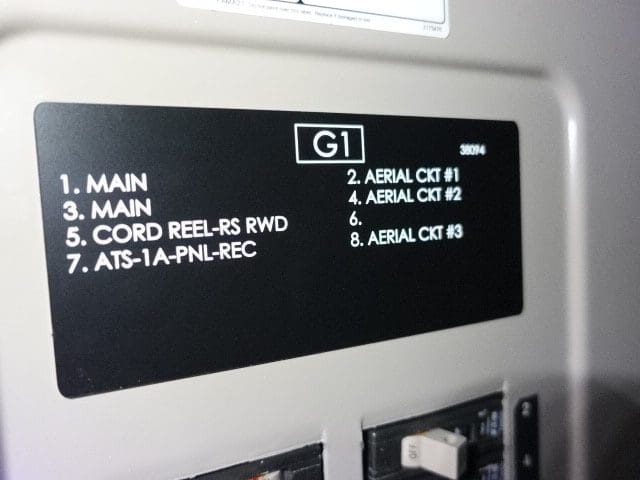 G1
38094
1. MAIN
3. MAIN
5. CORD REEL-RS RWD
7. ATS-1A-PNL-REC
2. AERIAL CKT #1
4. AERIAL CKT #2
6.
8. AERIAL CKT #3
OFF
2
4